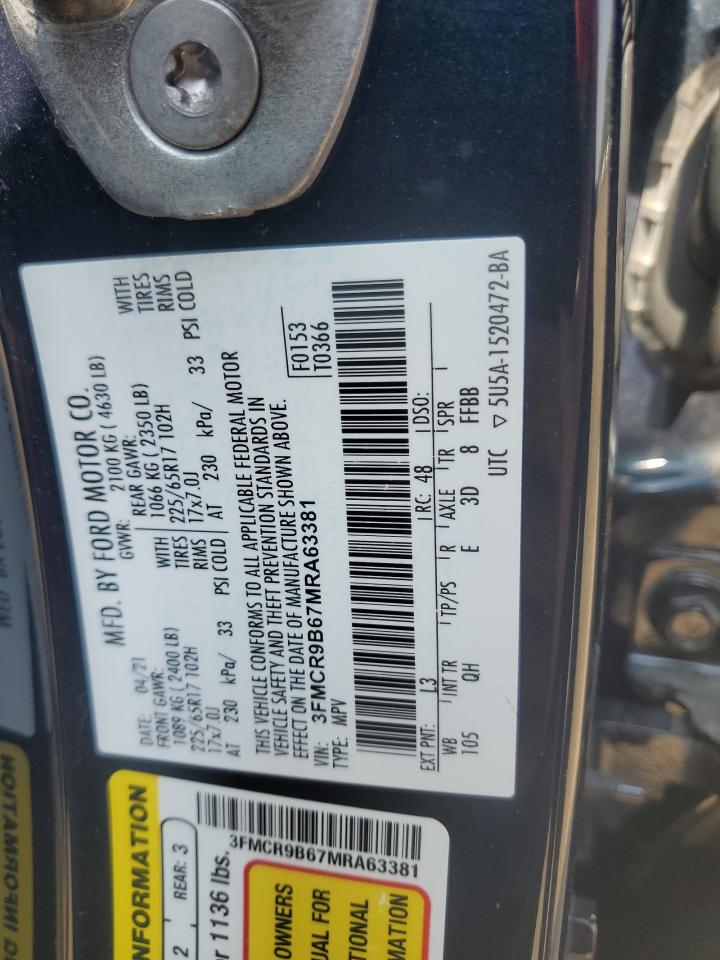 MFD. BY FORD MOTOR CO.
DATE: 04/21 GVWR: 2100 KG ( 4630 LB)
FRONT GAWR: REAR GAWR:
1089 KG ( 2400 LB) WITH 1066 KG ( 2350 LB) WITH
225/65R17 102H TIRES 225/65R17 102H TIRES
17x7.0J RIMS 17x7.0J RIMS
AT 230 kPa/ 33 PSI COLD AT 230 kPa/ 33 PSI COLD
THIS VEHICLE CONFORMS TO ALL APPLICABLE FEDERAL MOTOR
VEHICLE SAFETY AND THEFT PREVENTION STANDARDS IN
EFFECT ON THE DATE OF MANUFACTURE SHOWN ABOVE.
VIN: 3FMCR9B67MRA63381 F0153
TYPE: MPV T0366
EXT PNT: L3 RC: 48 DSO:
WB INT TR TP/PS R AXLE TR SPR
105 QH E 3D 8 FFBB
UTC ▽ 5U5A-1520472-BA
NFORMATION
2 REAR: 3
r 1136 lbs.
3FMCR9B67MRA63381
OWNERS
UAL FOR
TIONAL
MATION